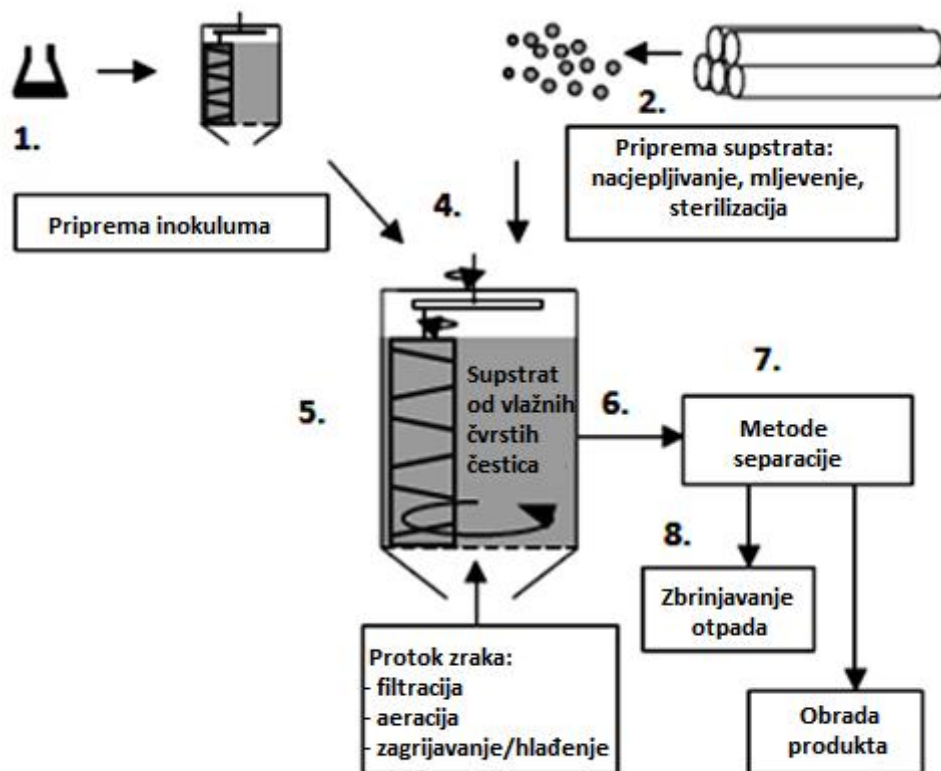 1.
2.
Priprema supstrata:
nacjepljivanje, mljevenje,
sterilizacija
Priprema inokuluma
4.
5.
Supstrat
od vlažnih
čvrstih
čestica
6.
7.
Metode
separacije
8.
Zbrinjavanje
otpada
Protok zraka:
- filtracija
- aeracija
- zagrijavanje/hlađenje
Obrada
produkta